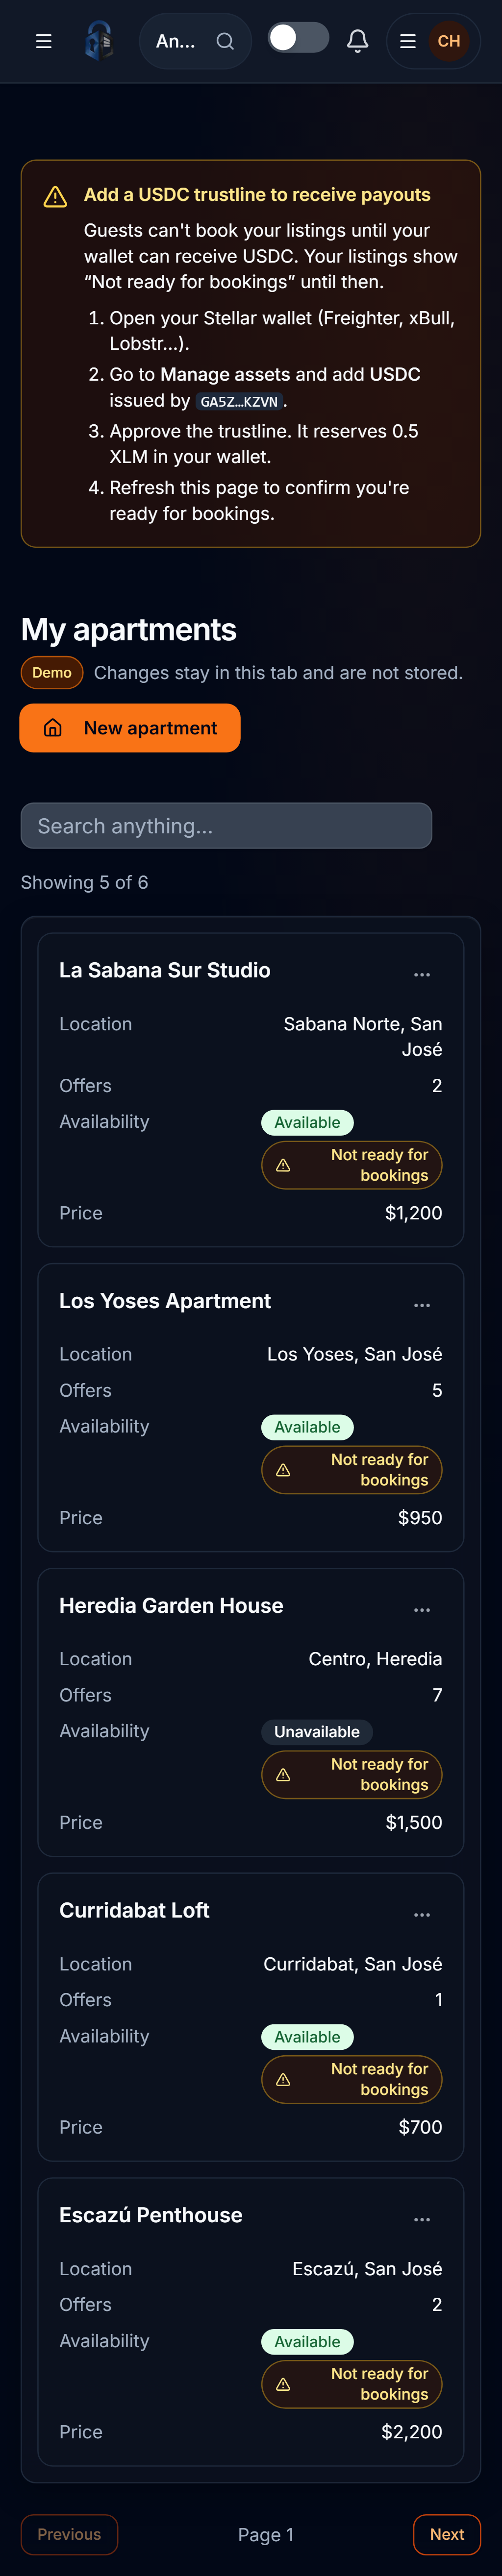 An...
CH
Add a USDC trustline to receive payouts
Guests can't book your listings until your
wallet can receive USDC. Your listings show
“Not ready for bookings” until then.
1. Open your Stellar wallet (Freighter, xBull,
Lobstr...).
2. Go to Manage assets and add USDC
issued by GA5Z…KZVN.
3. Approve the trustline. It reserves 0.5
XLM in your wallet.
4. Refresh this page to confirm you're
ready for bookings.
My apartments
Demo Changes stay in this tab and are not stored.
New apartment
Search anything...
Showing 5 of 6
La Sabana Sur Studio ...
Location Sabana Norte, San
José
Offers 2
Availability Available
Not ready for
bookings
Price $1,200
Los Yoses Apartment ...
Location Los Yoses, San José
Offers 5
Availability Available
Not ready for
bookings
Price $950
Heredia Garden House ...
Location Centro, Heredia
Offers 7
Availability Unavailable
Not ready for
bookings
Price $1,500
Curridabat Loft ...
Location Curridabat, San José
Offers 1
Availability Available
Not ready for
bookings
Price $700
Escazú Penthouse ...
Location Escazú, San José
Offers 2
Availability Available
Not ready for
bookings
Price $2,200
Previous Page 1 Next